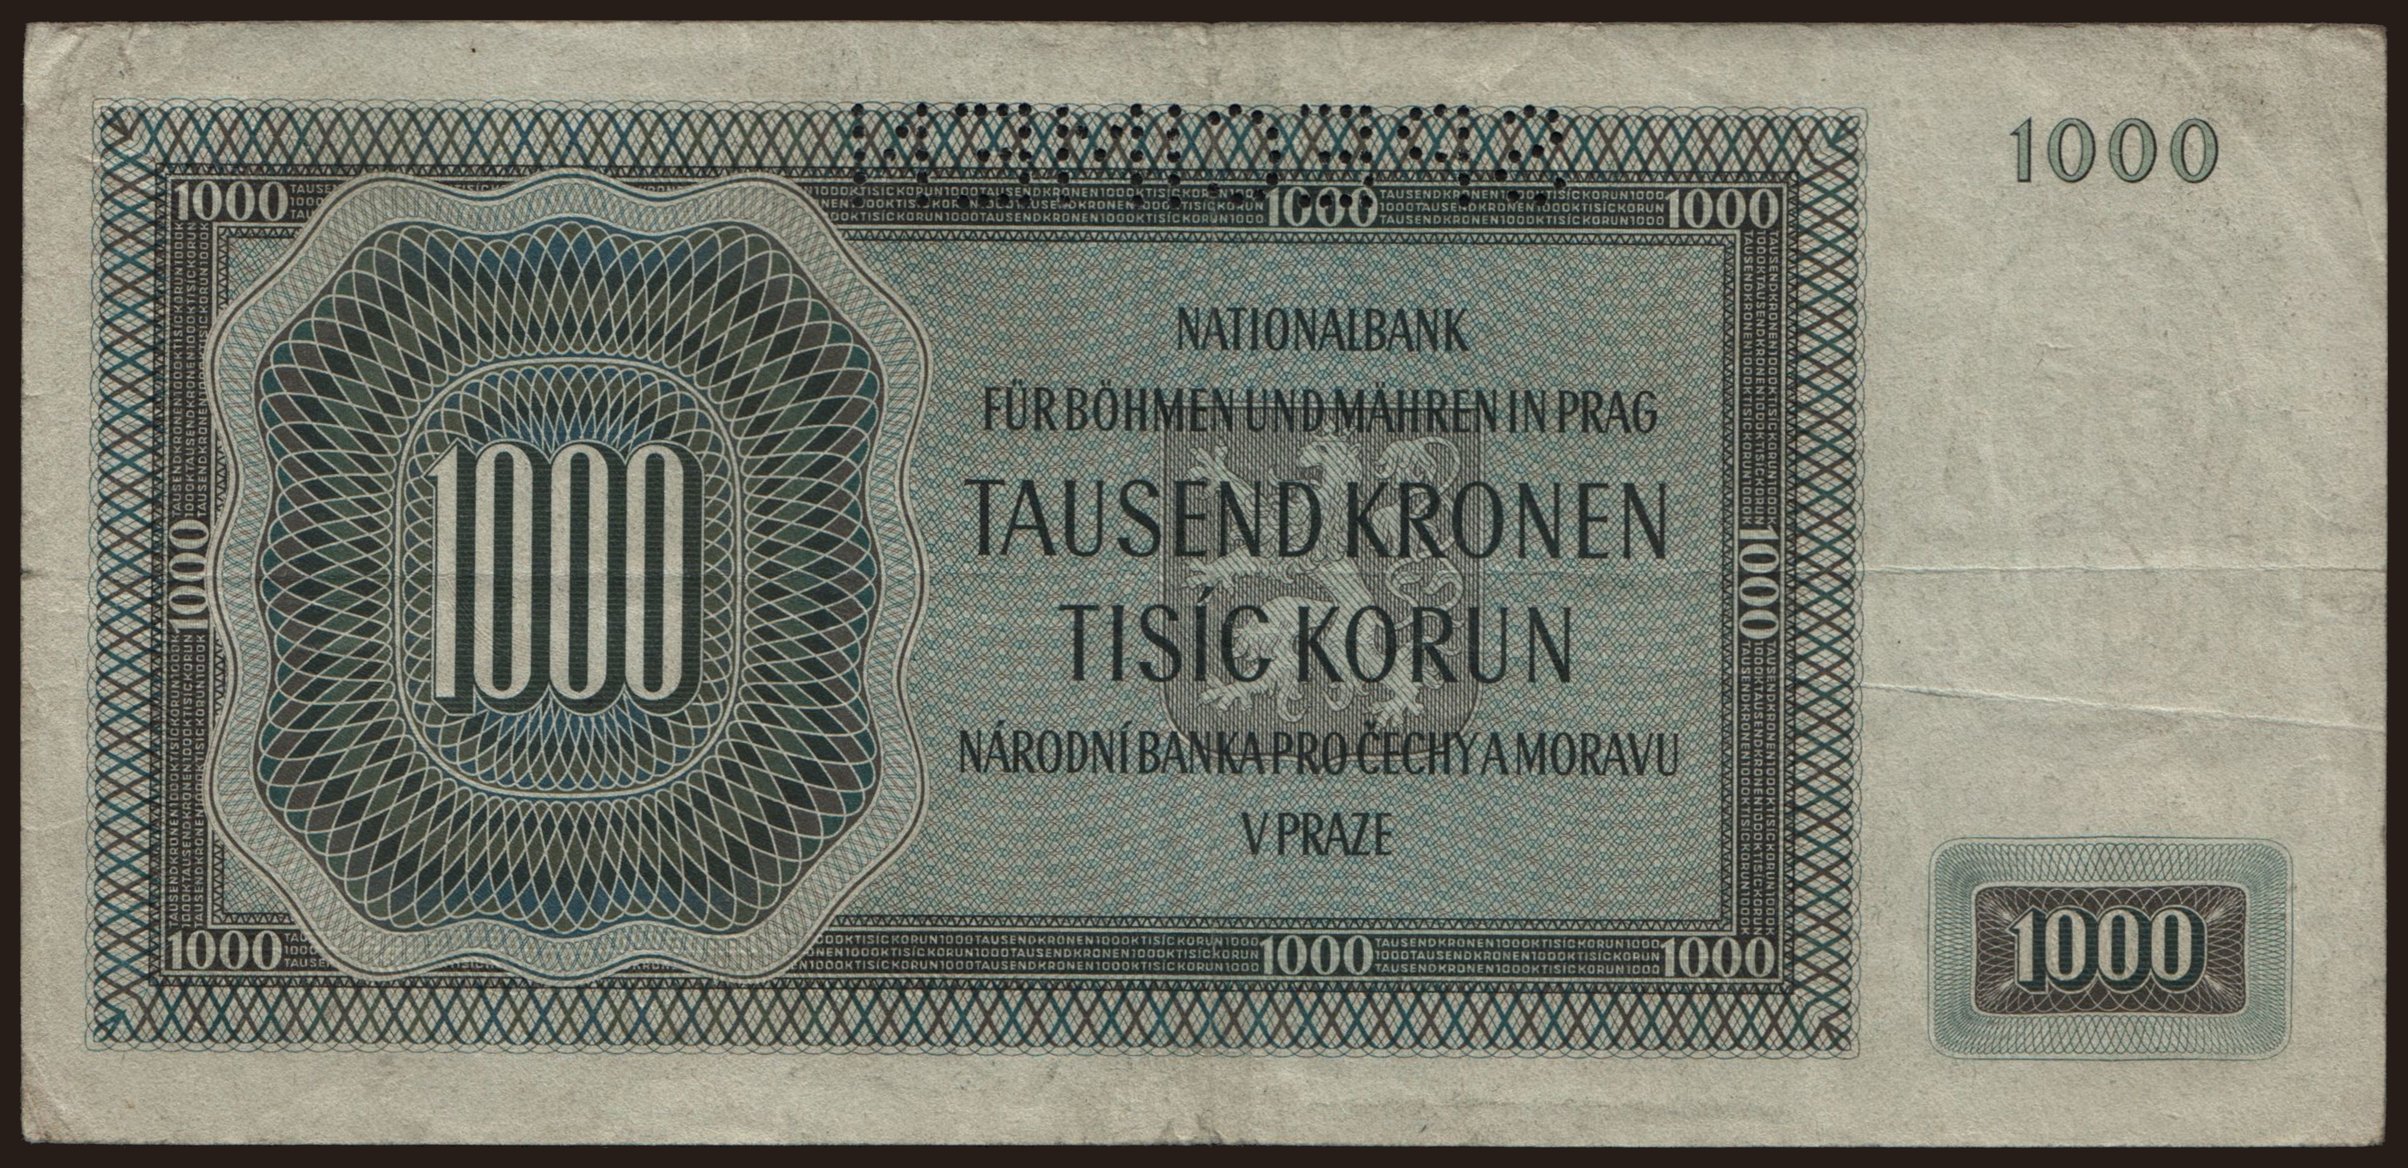 1000
1000
1000
1000
NATIONALBANK
FÜR BÖHMEN UND MÄHREN IN PRAG
TAUSEND KRONEN
TISÍC KORUN
NÁRODNÍ BANKA PRO ČECHY A MORAVU
V PRAZE
1000
1000
1000
1000
1000
1000
1000